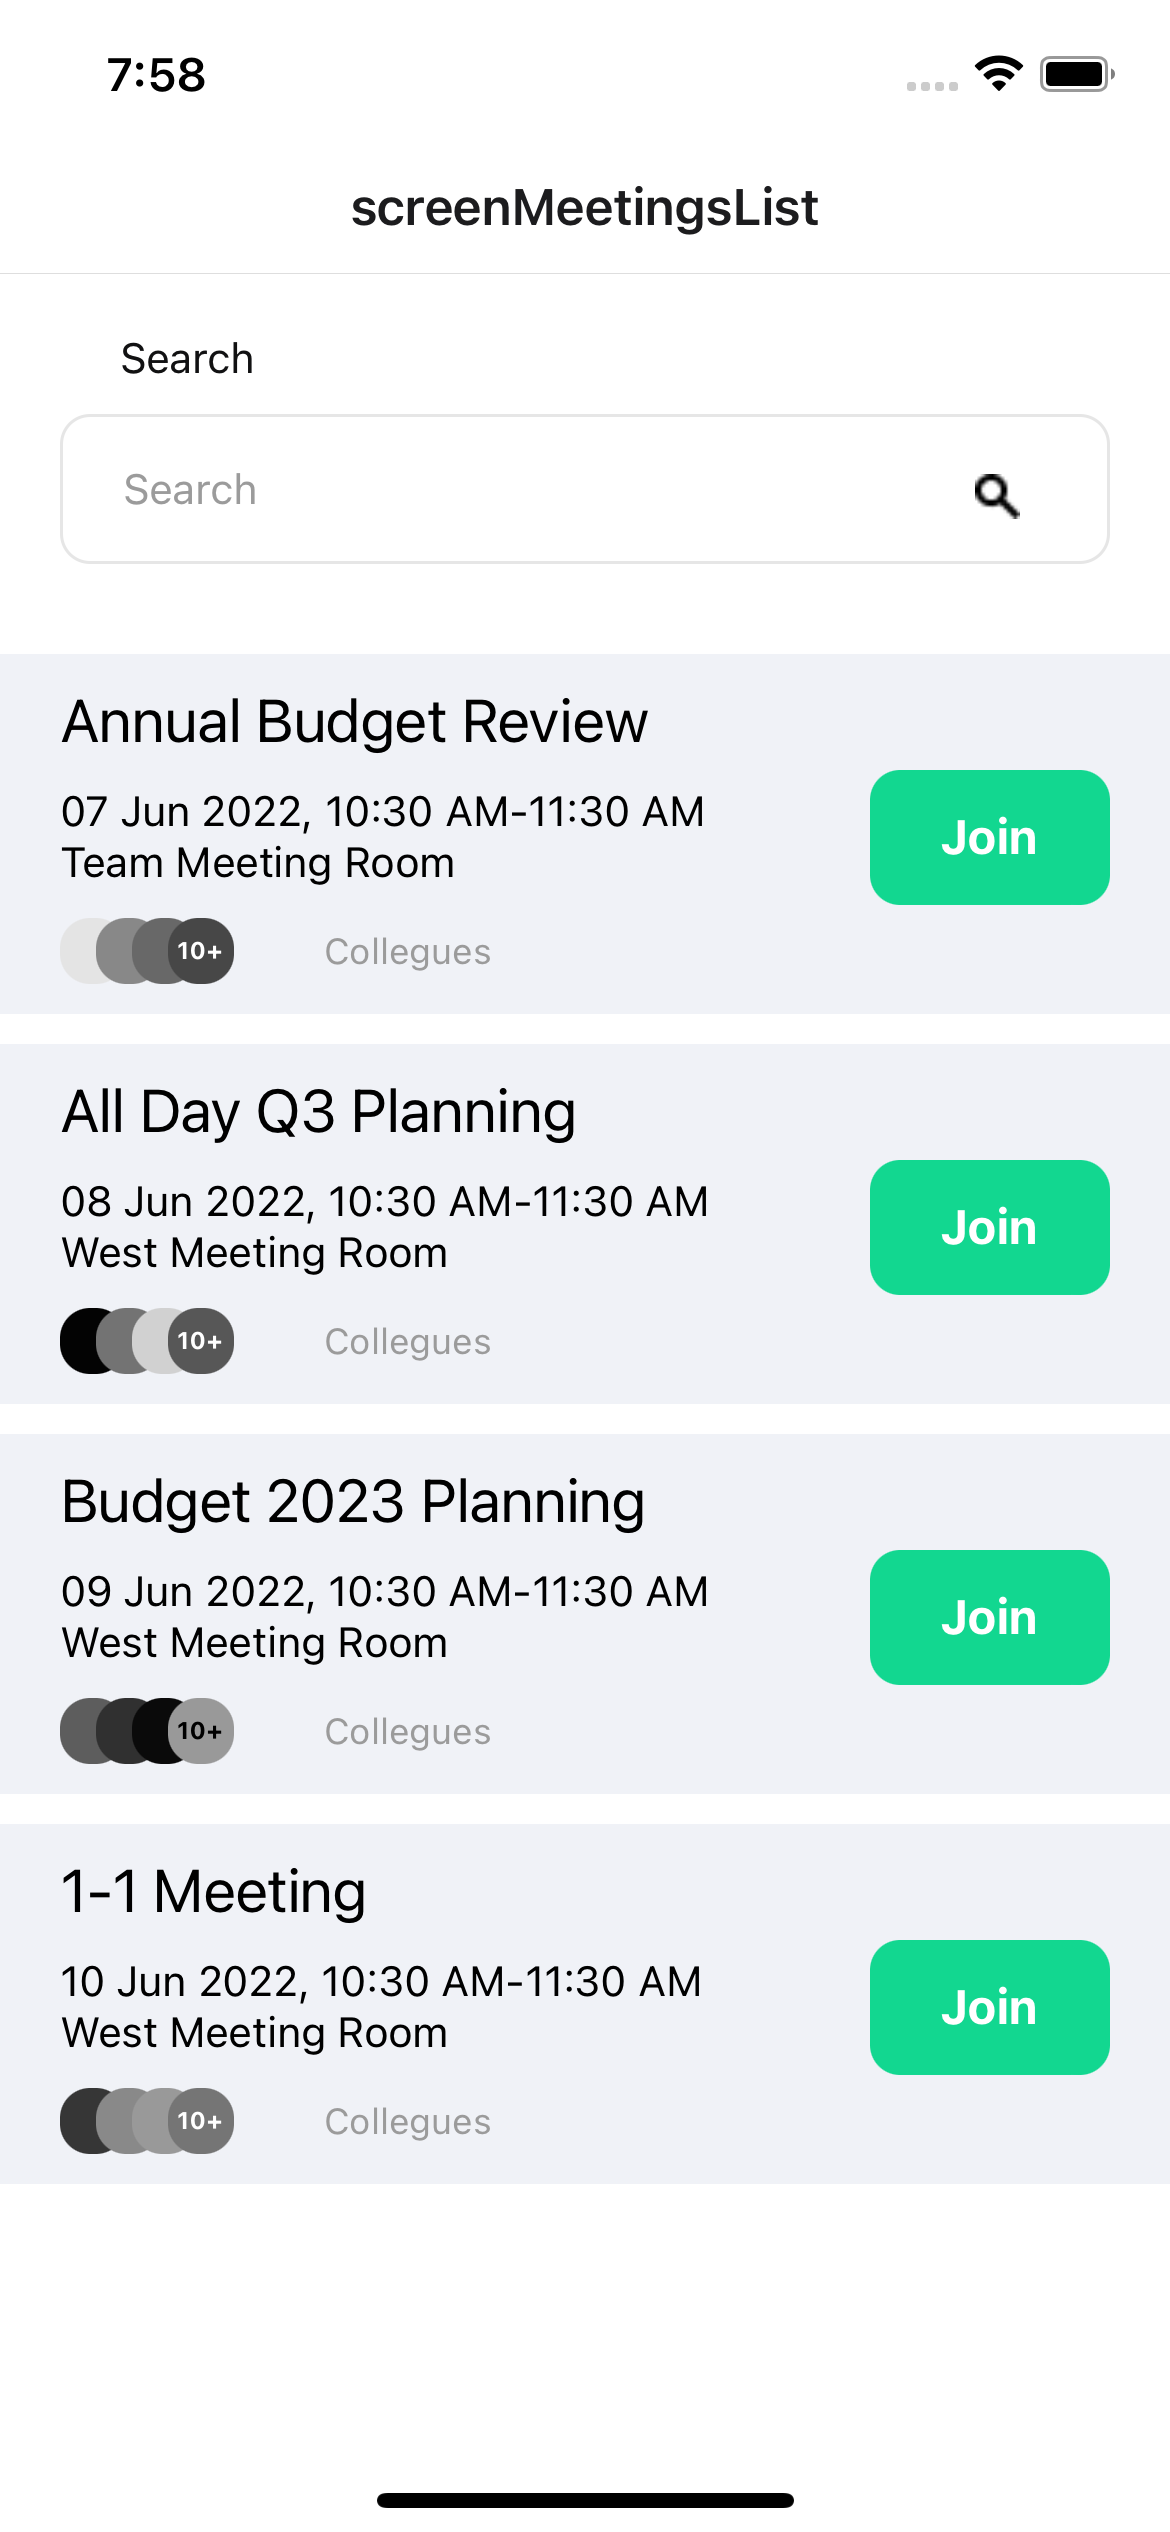 7:58
screenMeetingsList
Search
Search
Annual Budget Review
07 Jun 2022, 10:30 AM-11:30 AM
Team Meeting Room
Join
10+ Collegues
All Day Q3 Planning
08 Jun 2022, 10:30 AM-11:30 AM
West Meeting Room
Join
10+ Collegues
Budget 2023 Planning
09 Jun 2022, 10:30 AM-11:30 AM
West Meeting Room
Join
10+ Collegues
1-1 Meeting
10 Jun 2022, 10:30 AM-11:30 AM
West Meeting Room
Join
10+ Collegues